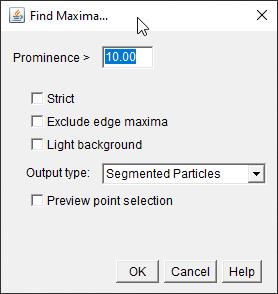 Find Maxima...
Prominence > 10.00
Strict
Exclude edge maxima
Light background
Output type: Segmented Particles
Preview point selection
OK Cancel Help